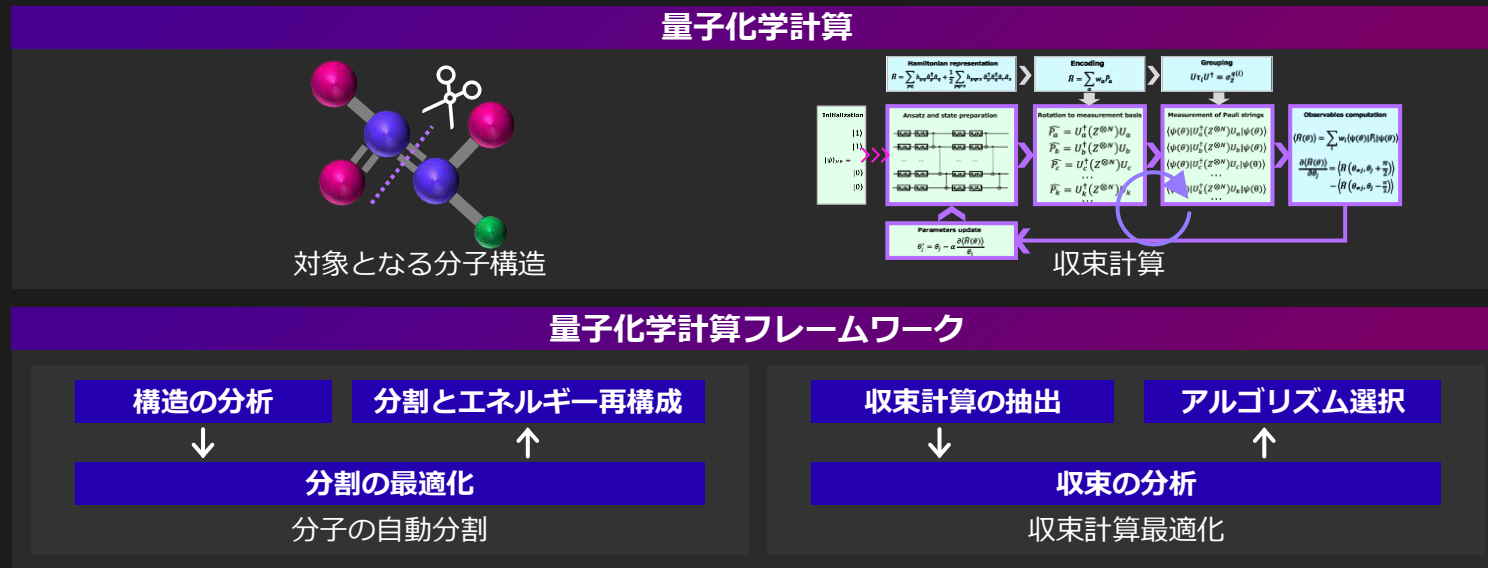 量子化学計算
対象となる分子構造
Hamiltonian representation
Encoding
Grouping
Initialization
Ansatz and state preparation
Rotation to measurement basis
Measurement of Pauli strings
Observables computation
|1⟩
|1⟩
...
|0⟩
|0⟩
Parameters update
収束計算
量子化学計算フレームワーク
構造の分析
分割とエネルギー再構成
分割の最適化
分子の自動分割
収束計算の抽出
アルゴリズム選択
収束の分析
収束計算最適化